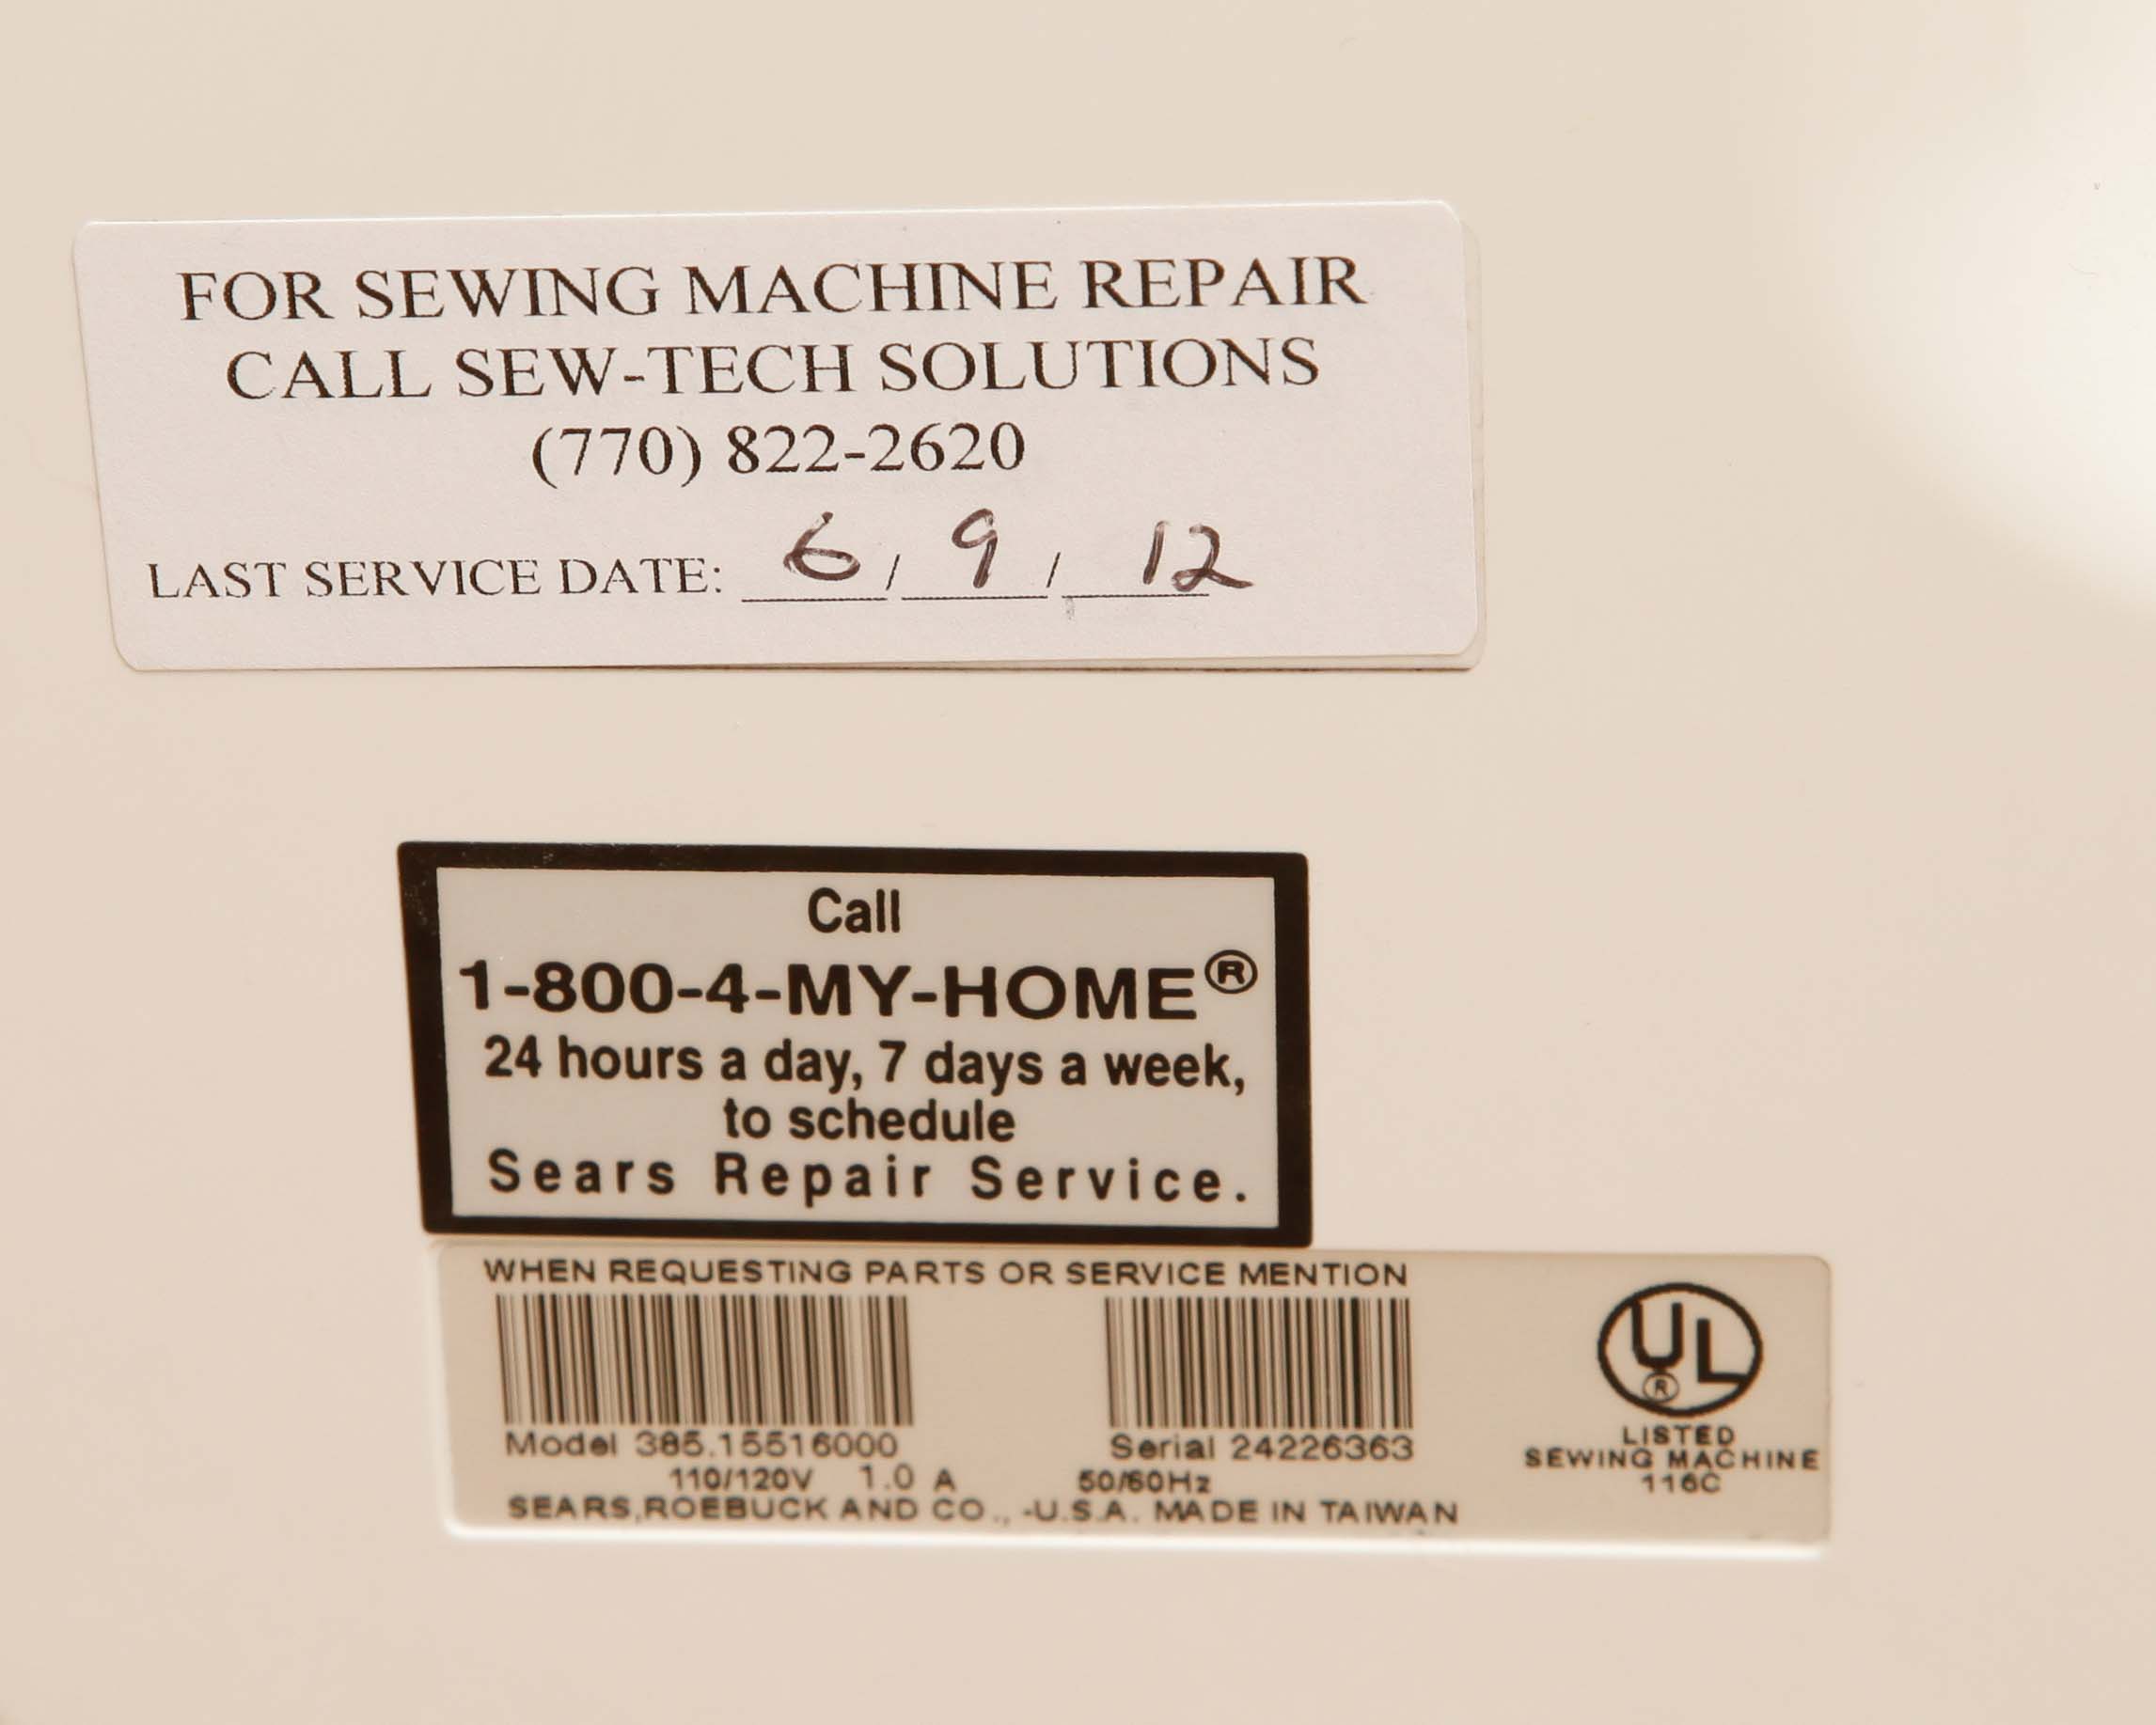 FOR SEWING MACHINE REPAIR
CALL SEW-TECH SOLUTIONS
(770) 822-2620
LAST SERVICE DATE: 6 / 9 / 12
Call
1-800-4-MY-HOME®
24 hours a day, 7 days a week,
to schedule
Sears Repair Service.
WHEN REQUESTING PARTS OR SERVICE MENTION
Model 385.15516000
Serial 24226363
110/120V 1.0 A 50/60Hz
SEARS,ROEBUCK AND CO., -U.S.A. MADE IN TAIWAN
UL®
LISTED
SEWING MACHINE
116C